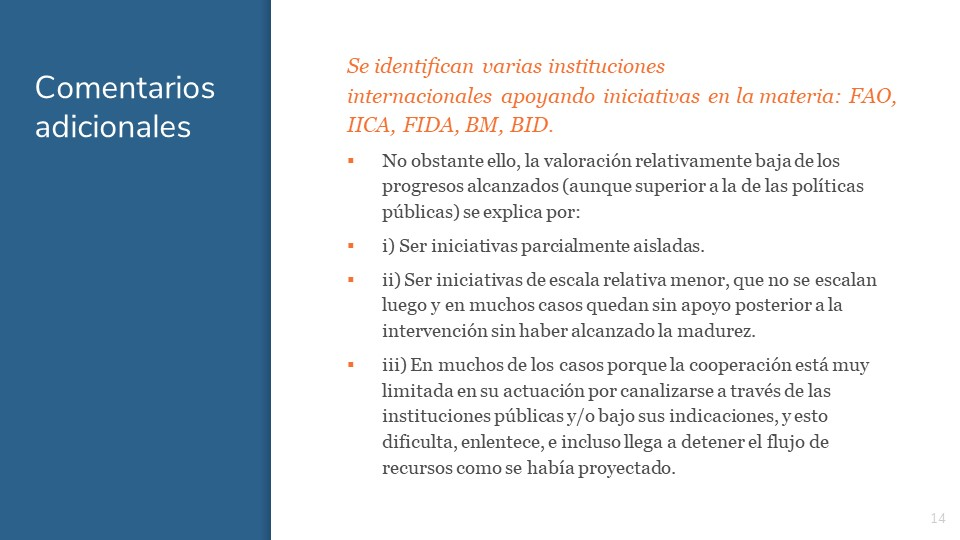 Comentarios
adicionales
Se identifican varias instituciones
internacionales apoyando iniciativas en la materia: FAO,
IICA, FIDA, BM, BID.
▪ No obstante ello, la valoración relativamente baja de los
progresos alcanzados (aunque superior a la de las políticas
públicas) se explica por:
▪ i) Ser iniciativas parcialmente aisladas.
▪ ii) Ser iniciativas de escala relativa menor, que no se escalan
luego y en muchos casos quedan sin apoyo posterior a la
intervención sin haber alcanzado la madurez.
▪ iii) En muchos de los casos porque la cooperación está muy
limitada en su actuación por canalizarse a través de las
instituciones públicas y/o bajo sus indicaciones, y esto
dificulta, enlentece, e incluso llega a detener el flujo de
recursos como se había proyectado.
14